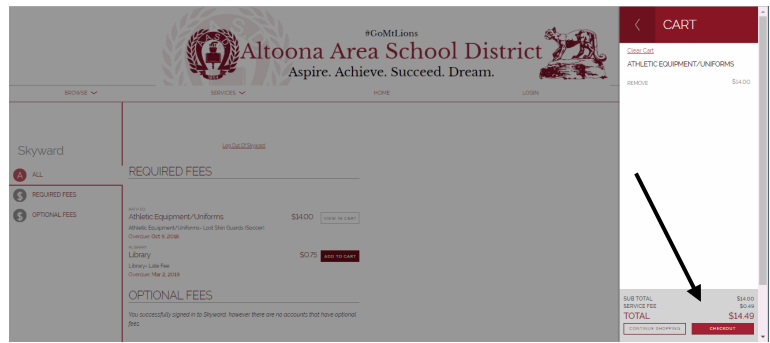 #GoMtLions
Altoona Area School District
Aspire. Achieve. Succeed. Dream.
BROWSE
SERVICES
HOME
LOGIN
Skyward
A ALL
$ REQUIRED FEES
$ OPTIONAL FEES
Log Out Of Skyward
REQUIRED FEES
Athletic Equipment/Uniforms $14.00 VIEW IN CART
Athletic Equipment/Uniforms- Lost Shin Guards (Soccer)
Overdue: Oct 11, 2018
Library $0.75 ADD TO CART
Library- Late Fee
Overdue: Mar 2, 2019
OPTIONAL FEES
You successfully signed in to Skyward, however there are no accounts that have optional
fees.
CART
Clear Cart
ATHLETIC EQUIPMENT/UNIFORMS
REMOVE $14.00
SUB TOTAL $14.00
SERVICE FEE $0.49
TOTAL $14.49
CONTINUE SHOPPING CHECKOUT